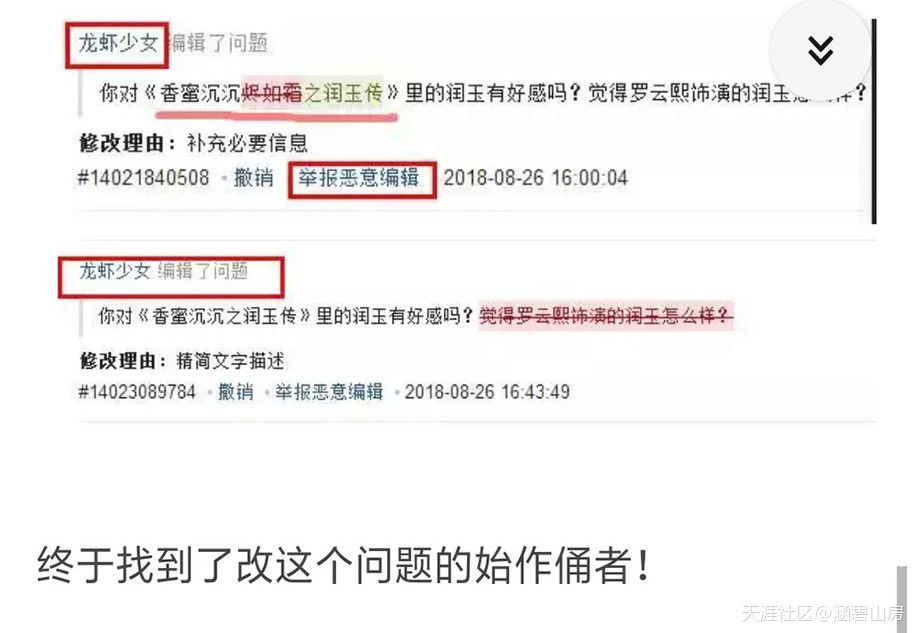 龙虾少女 编辑了问题
你对《香蜜沉沉烬如霜之润玉传》里的润玉有好感吗?觉得罗云熙饰演的润玉怎么样?
修改理由：补充必要信息
#14021840508 • 撤销 举报恶意编辑 2018-08-26 16:00:04
龙虾少女 编辑了问题
你对《香蜜沉沉之润玉传》里的润玉有好感吗?觉得罗云熙饰演的润玉怎么样?
修改理由：精简文字描述
#14023089784 • 撤销 • 举报恶意编辑 • 2018-08-26 16:43:49
终于找到了改这个问题的始作俑者！
天涯社区@涵碧山房